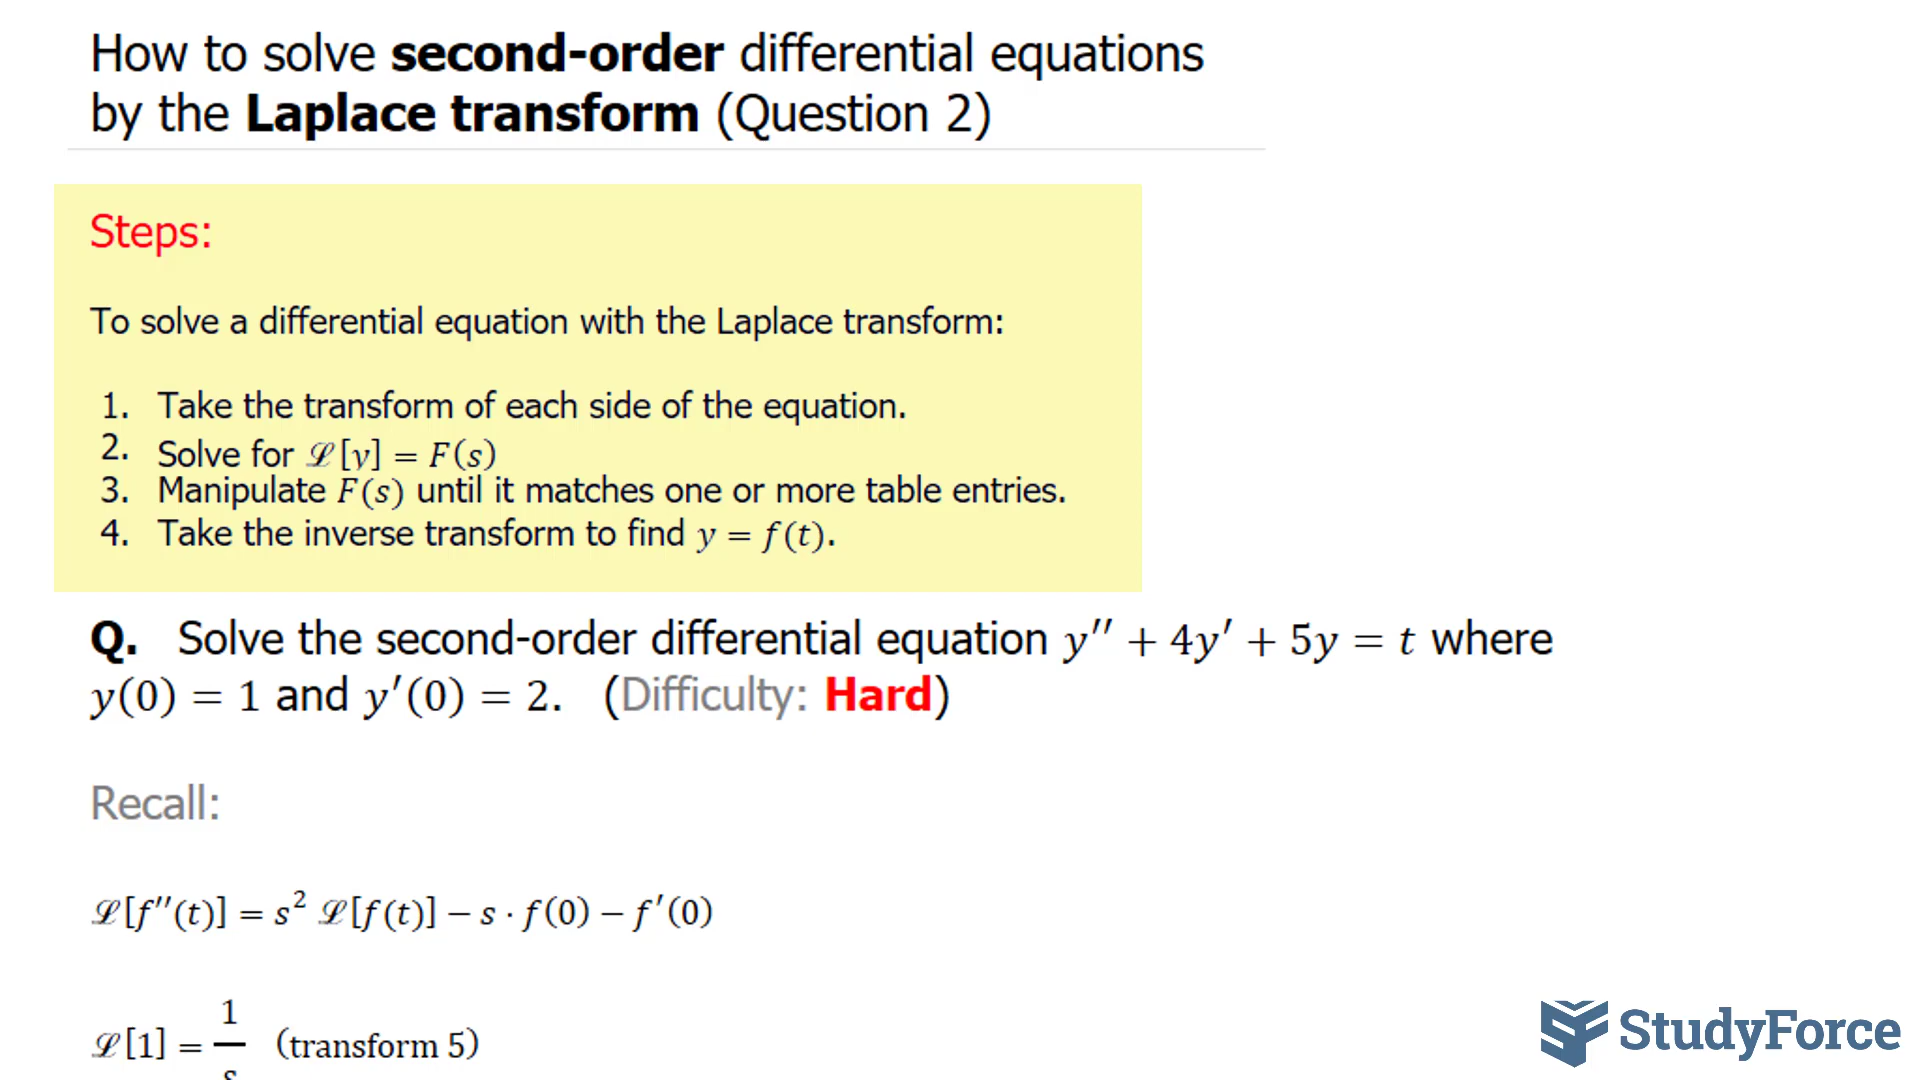 How to solve second-order differential equations
by the Laplace transform (Question 2)
Steps:
To solve a differential equation with the Laplace transform:
1. Take the transform of each side of the equation.
2. Solve for ℒ[y] = F(s)
3. Manipulate F(s) until it matches one or more table entries.
4. Take the inverse transform to find y = f(t).
Q. Solve the second-order differential equation y′′ + 4y′ + 5y = t where
y(0) = 1 and y′(0) = 2. (Difficulty: Hard)
Recall:
ℒ[f′′(t)] = s² ℒ[f(t)] − s · f(0) − f′(0)
ℒ[1] = 1/s (transform 5)
StudyForce